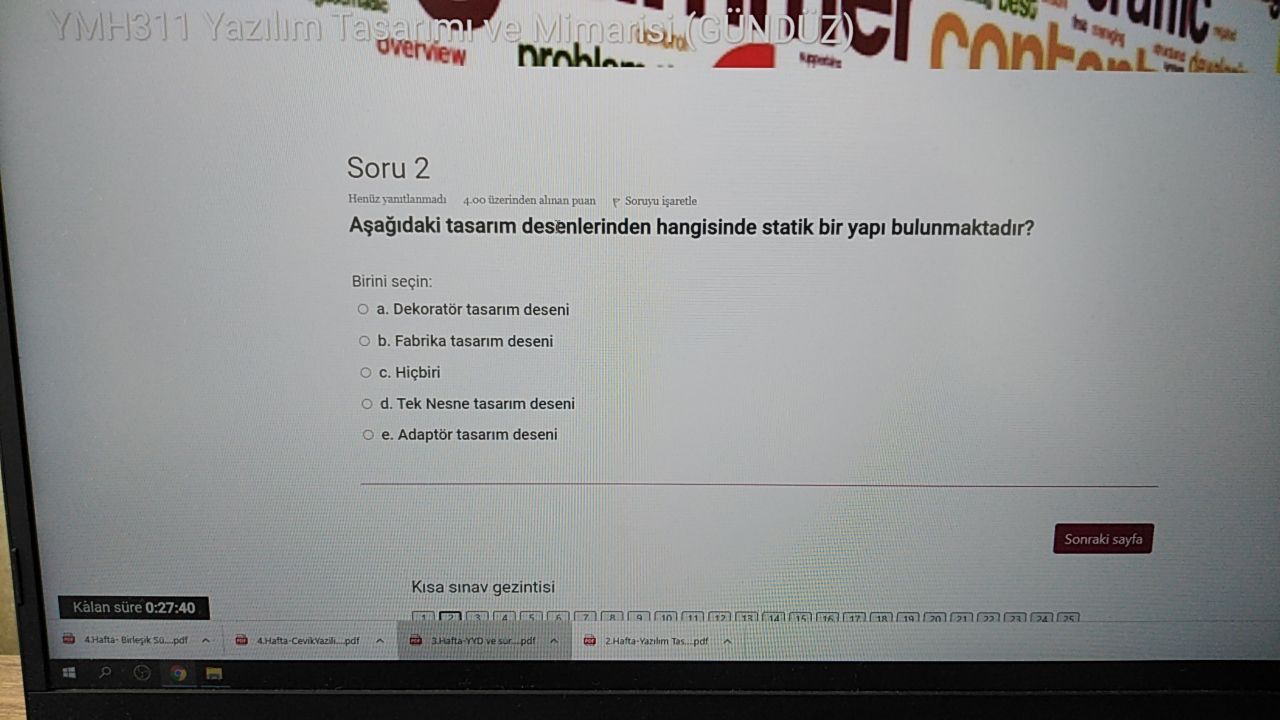 YMH311 Yazılım Tasarımı ve Mimarisi (GÜNDÜZ)
overview
Soru 2
Henüz yanıtlanmadı 4.00 üzerinden alınan puan Soruyu işaretle
Aşağıdaki tasarım desenlerinden hangisinde statik bir yapı bulunmaktadır?
Birini seçin:
a. Dekoratör tasarım deseni
b. Fabrika tasarım deseni
c. Hiçbiri
d. Tek Nesne tasarım deseni
e. Adaptör tasarım deseni
Sonraki sayfa
Kısa sınav gezintisi
Kalan süre 0:27:40
1 2 3 4 5 6 7 8 9 10 11 12 13 14 15 16 17 18 19 20 21 22 23 24 25
4.Hafta- Birleşik Sü....pdf 4.Hafta-CevikYazili....pdf 3.Hafta-YYD ve sür....pdf 2.Hafta-Yazılım Tas....pdf